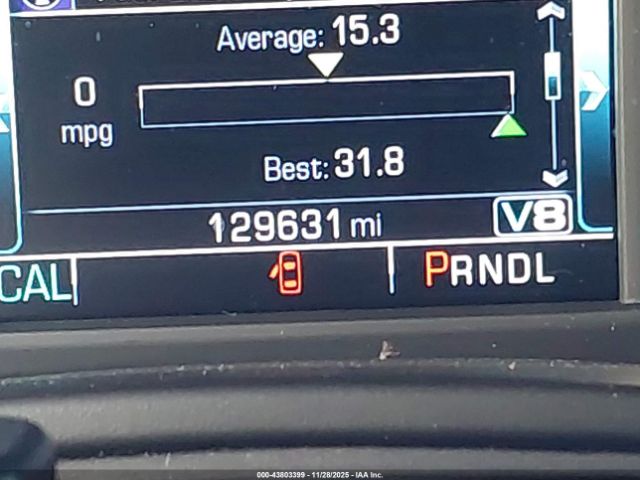 Average: 15.3
0
mpg
Best: 31.8
129631 mi
V8
CAL
PRNDL
000-43803399 - 11/28/2025 - IAA Inc.